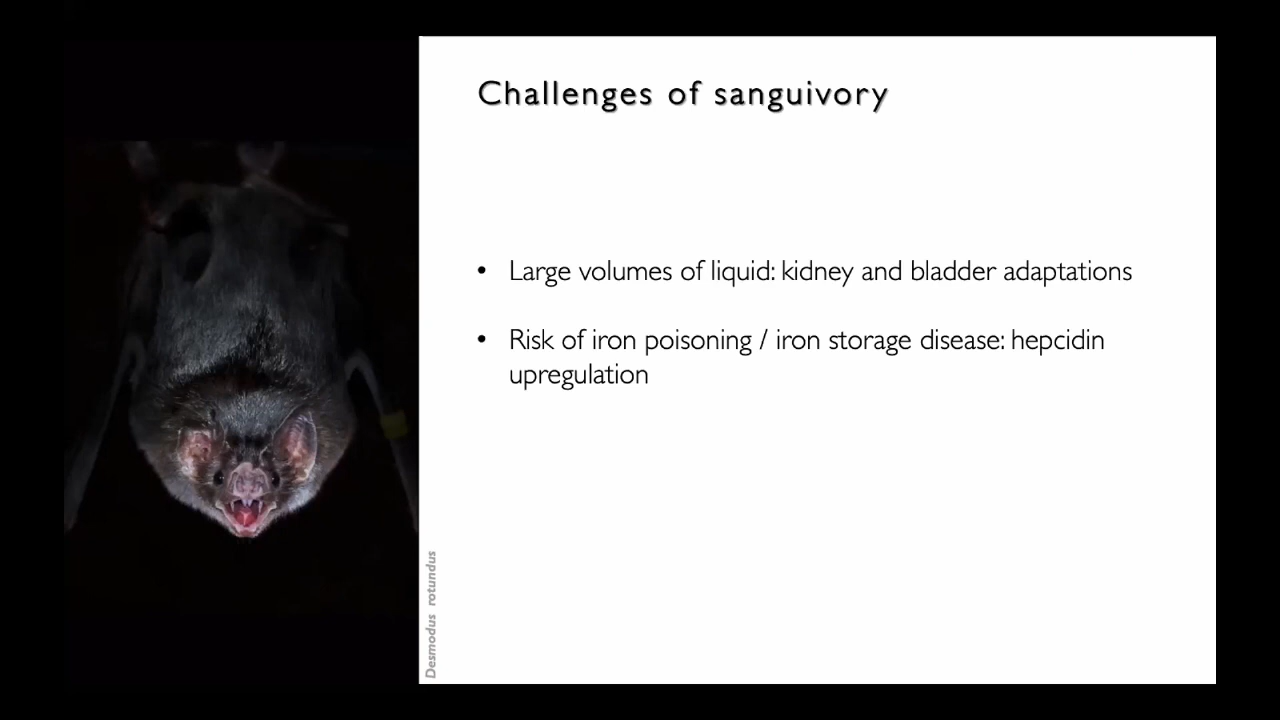 Challenges of sanguivory
• Large volumes of liquid: kidney and bladder adaptations
• Risk of iron poisoning / iron storage disease: hepcidin
upregulation
Desmodus rotundus